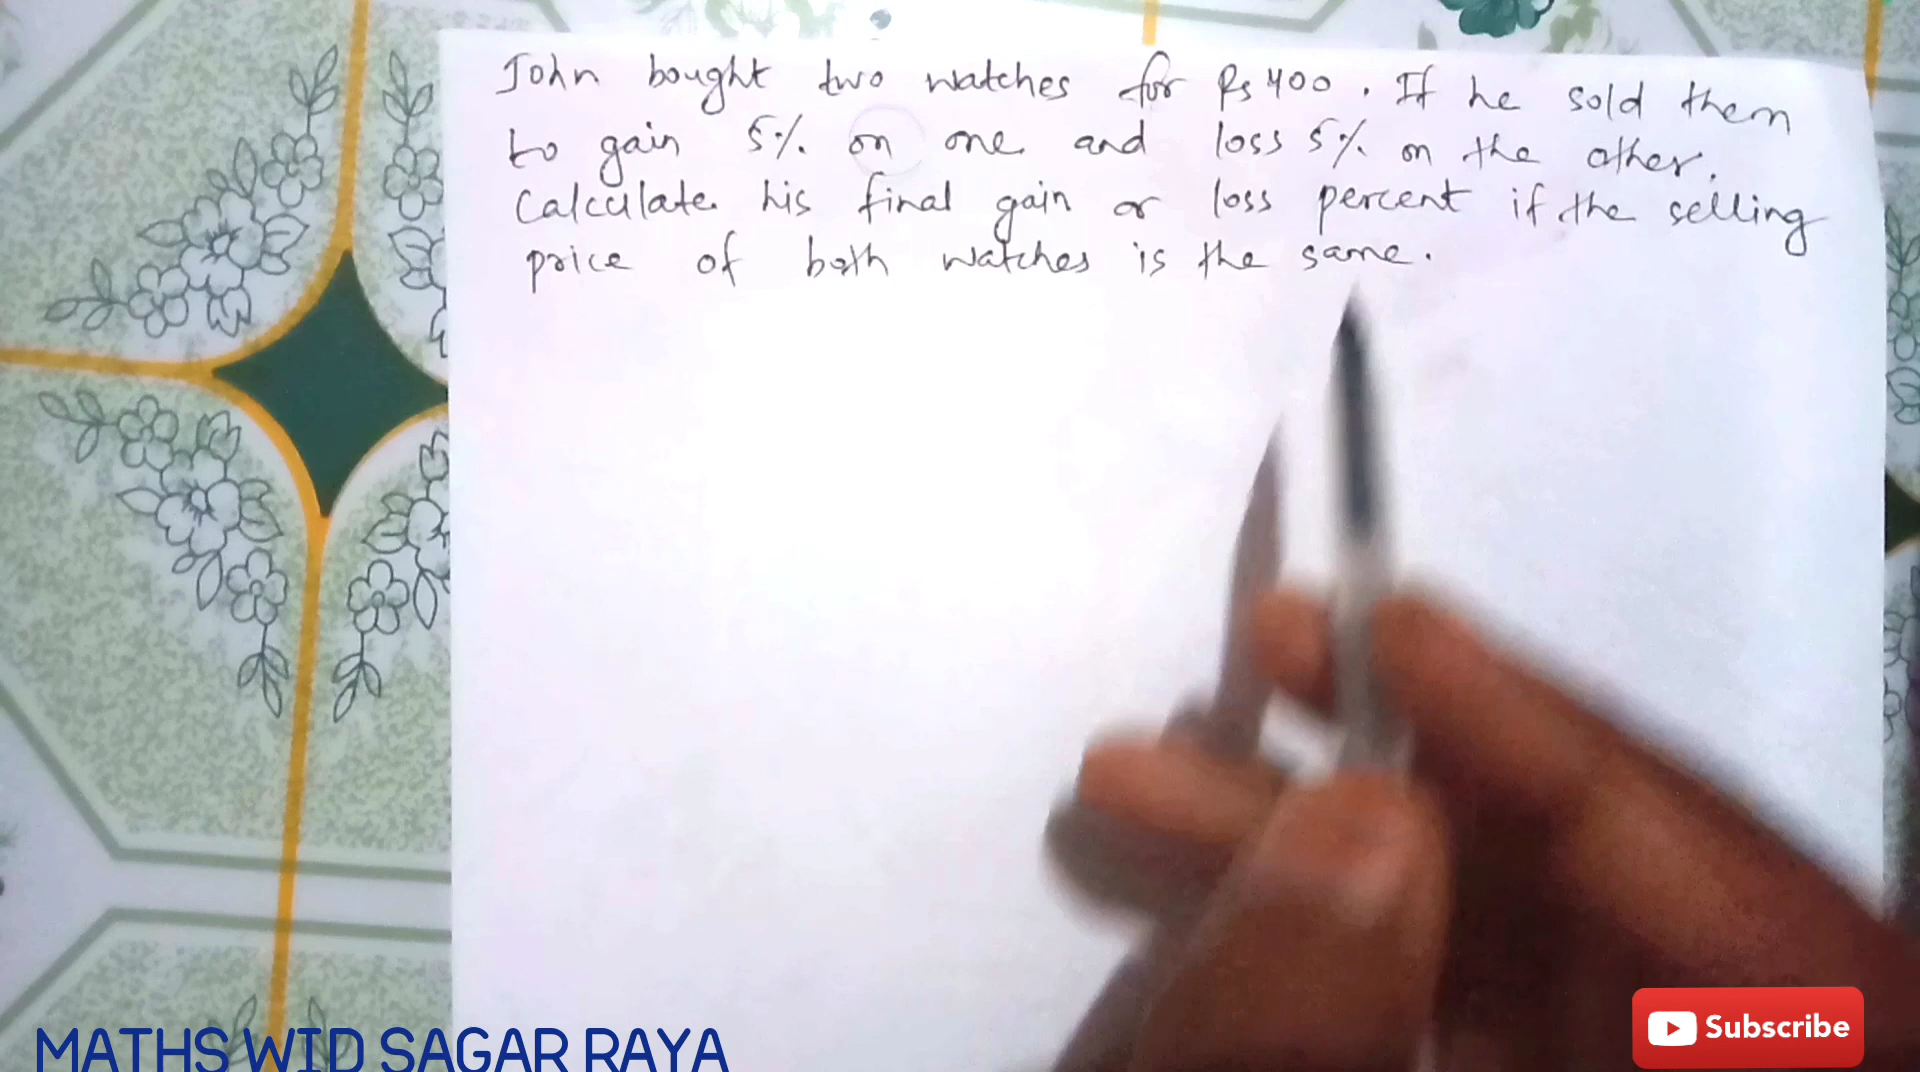 John bought two watches for Rs 400. If he sold them
to gain 5% on one and loss 5% on the other.
Calculate his final gain or loss percent if the selling
price of both watches is the same.
MATHS WID SAGAR RAYA
Subscribe